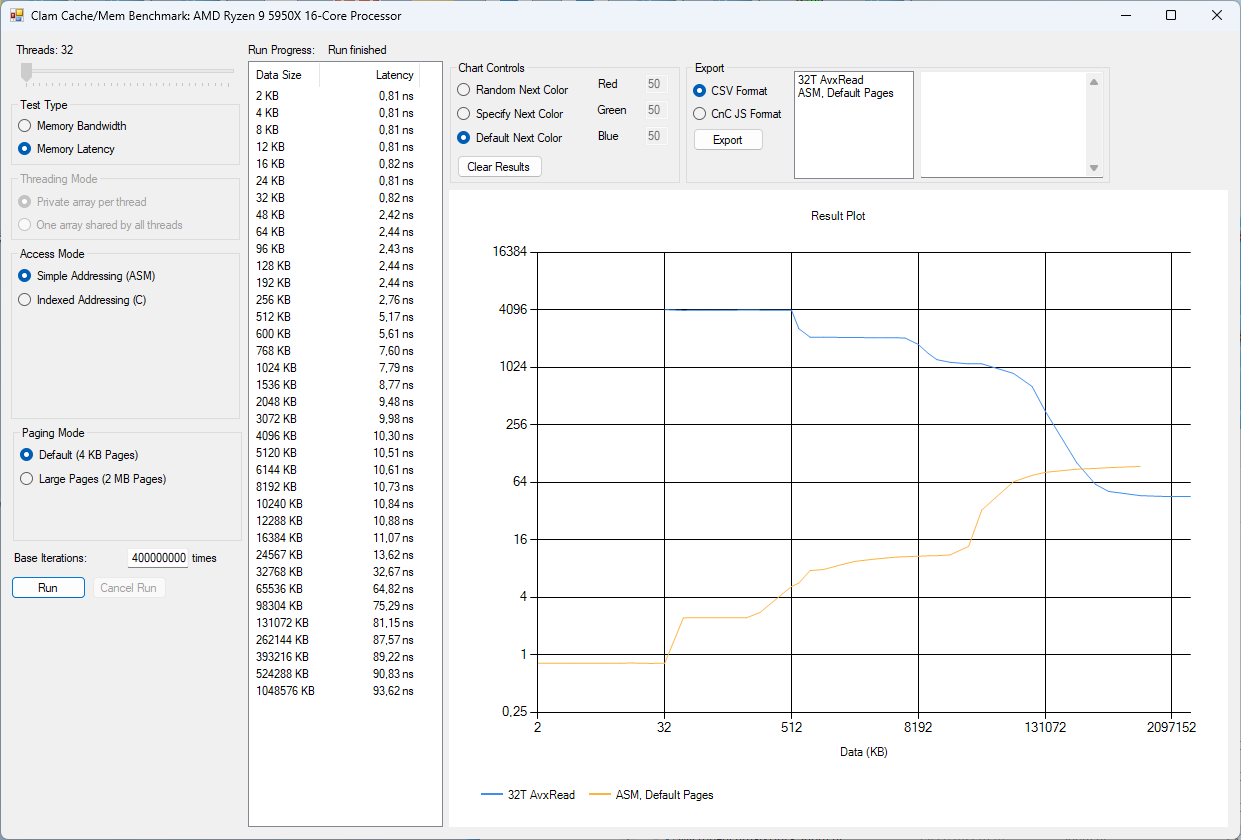 Clam Cache/Mem Benchmark: AMD Ryzen 9 5950X 16-Core Processor
Threads: 32
Test Type
Memory Bandwidth
Memory Latency
Threading Mode
Private array per thread
One array shared by all threads
Access Mode
Simple Addressing (ASM)
Indexed Addressing (C)
Paging Mode
Default (4 KB Pages)
Large Pages (2 MB Pages)
Base Iterations: 400000000 times
Run Cancel Run
Run Progress: Run finished
Data Size Latency
2 KB 0,81 ns
4 KB 0,81 ns
8 KB 0,81 ns
12 KB 0,81 ns
16 KB 0,82 ns
24 KB 0,81 ns
32 KB 0,82 ns
48 KB 2,42 ns
64 KB 2,44 ns
96 KB 2,43 ns
128 KB 2,44 ns
192 KB 2,44 ns
256 KB 2,76 ns
512 KB 5,17 ns
600 KB 5,61 ns
768 KB 7,60 ns
1024 KB 7,79 ns
1536 KB 8,77 ns
2048 KB 9,48 ns
3072 KB 9,98 ns
4096 KB 10,30 ns
5120 KB 10,51 ns
6144 KB 10,61 ns
8192 KB 10,73 ns
10240 KB 10,84 ns
12288 KB 10,88 ns
16384 KB 11,07 ns
24567 KB 13,62 ns
32768 KB 32,67 ns
65536 KB 64,82 ns
98304 KB 75,29 ns
131072 KB 81,15 ns
262144 KB 87,57 ns
393216 KB 89,22 ns
524288 KB 90,83 ns
1048576 KB 93,62 ns
Chart Controls
Random Next Color Red 50
Specify Next Color Green 50
Default Next Color Blue 50
Clear Results
Export
CSV Format
CnC JS Format
Export
32T AvxRead
ASM, Default Pages
Result Plot
16384
4096
1024
256
64
16
4
1
0,25
2 32 512 8192 131072 2097152
Data (KB)
32T AvxRead ASM, Default Pages